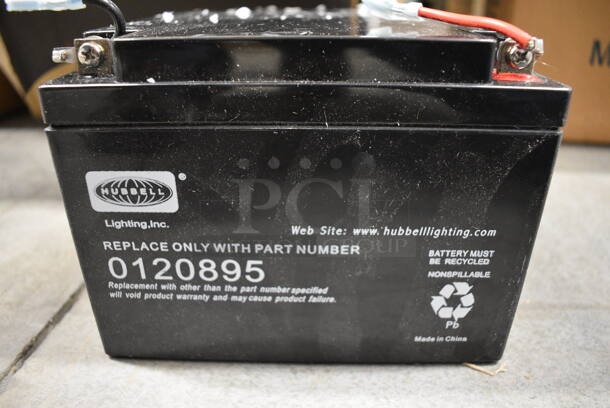 HUBBELL®
Lighting, Inc.
PCI
Web Site: www.hubbelllighting.com
REPLACE ONLY WITH PART NUMBER
0120895
Replacement with other than the part number specified
will void product warranty and may cause product failure.
BATTERY MUST
BE RECYCLED
NONSPILLABLE
Pb
Made in China
M